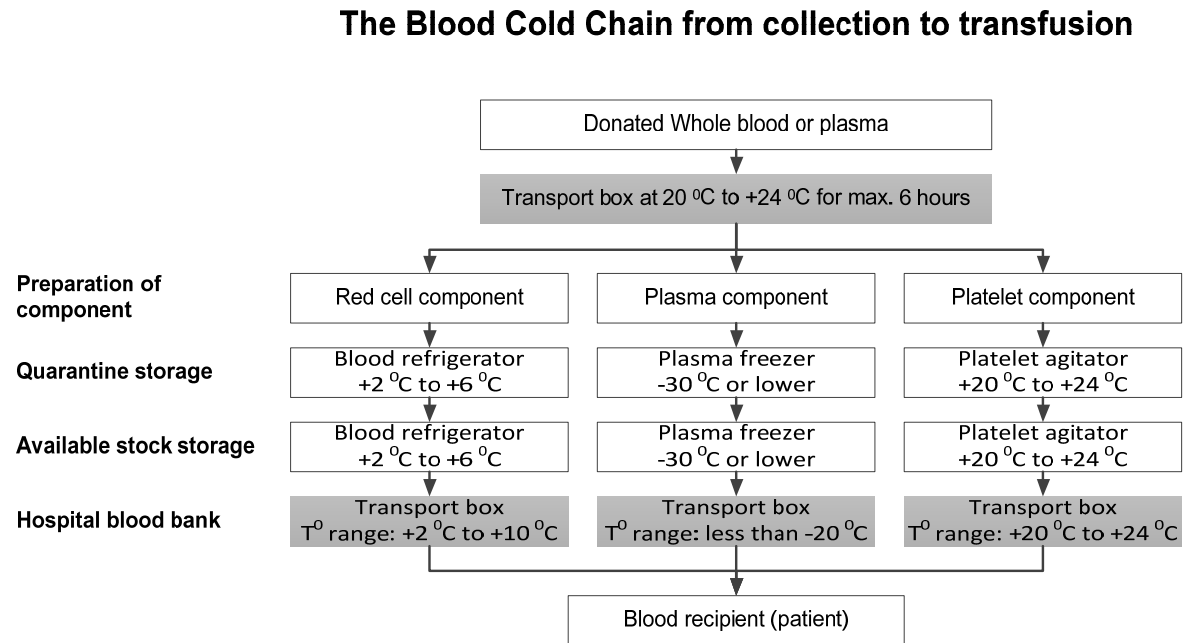 The Blood Cold Chain from collection to transfusion
Donated Whole blood or plasma
Transport box at 20 ⁰C to +24 ⁰C for max. 6 hours
Preparation of
component
Red cell component
Plasma component
Platelet component
Quarantine storage
Blood refrigerator
+2 ⁰C to +6 ⁰C
Plasma freezer
-30 ⁰C or lower
Platelet agitator
+20 ⁰C to +24 ⁰C
Available stock storage
Blood refrigerator
+2 ⁰C to +6 ⁰C
Plasma freezer
-30 ⁰C or lower
Platelet agitator
+20 ⁰C to +24 ⁰C
Hospital blood bank
Transport box
T⁰ range: +2 ⁰C to +10 ⁰C
Transport box
T⁰ range: less than -20 ⁰C
Transport box
T⁰ range: +20 ⁰C to +24 ⁰C
Blood recipient (patient)